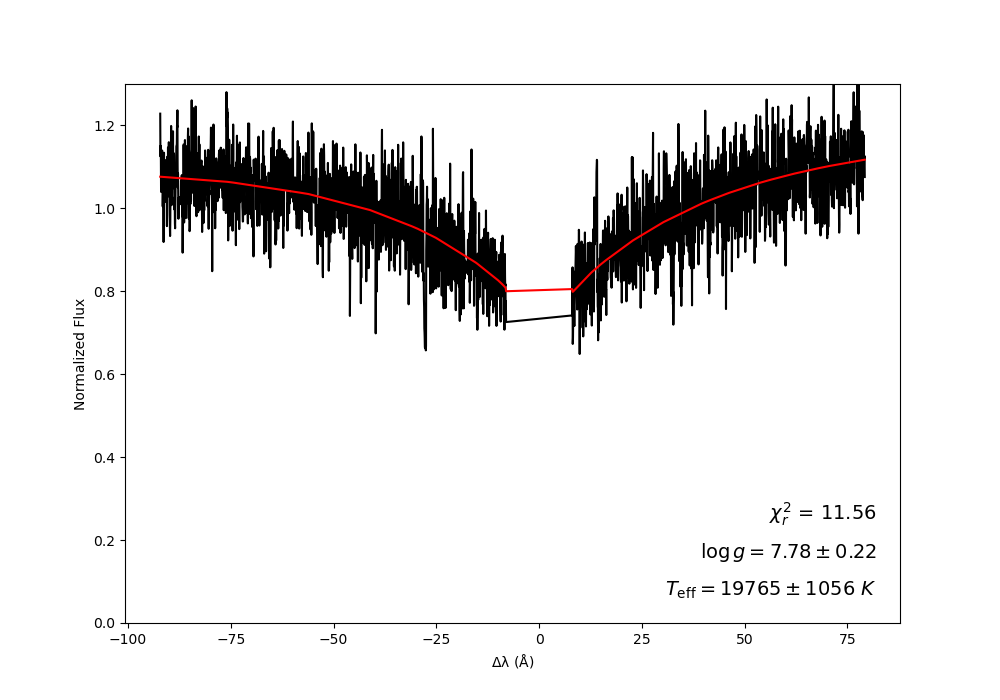 1.2
1.0
0.8
0.6
0.4
0.2
0.0
Normalized Flux
χ²ᵣ = 11.56
log g = 7.78 ± 0.22
T_eff = 19765 ± 1056 K
−100 −75 −50 −25 0 25 50 75
Δλ (Å)